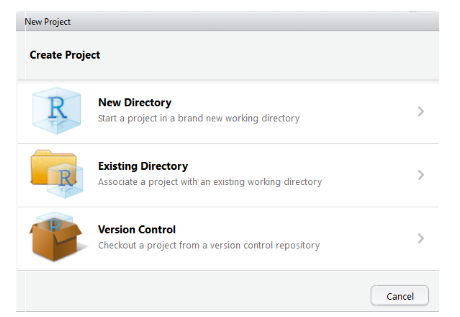 New Project
Create Project
R
New Directory
Start a project in a brand new working directory
R
Existing Directory
Associate a project with an existing working directory
R
Version Control
Checkout a project from a version control repository
Cancel